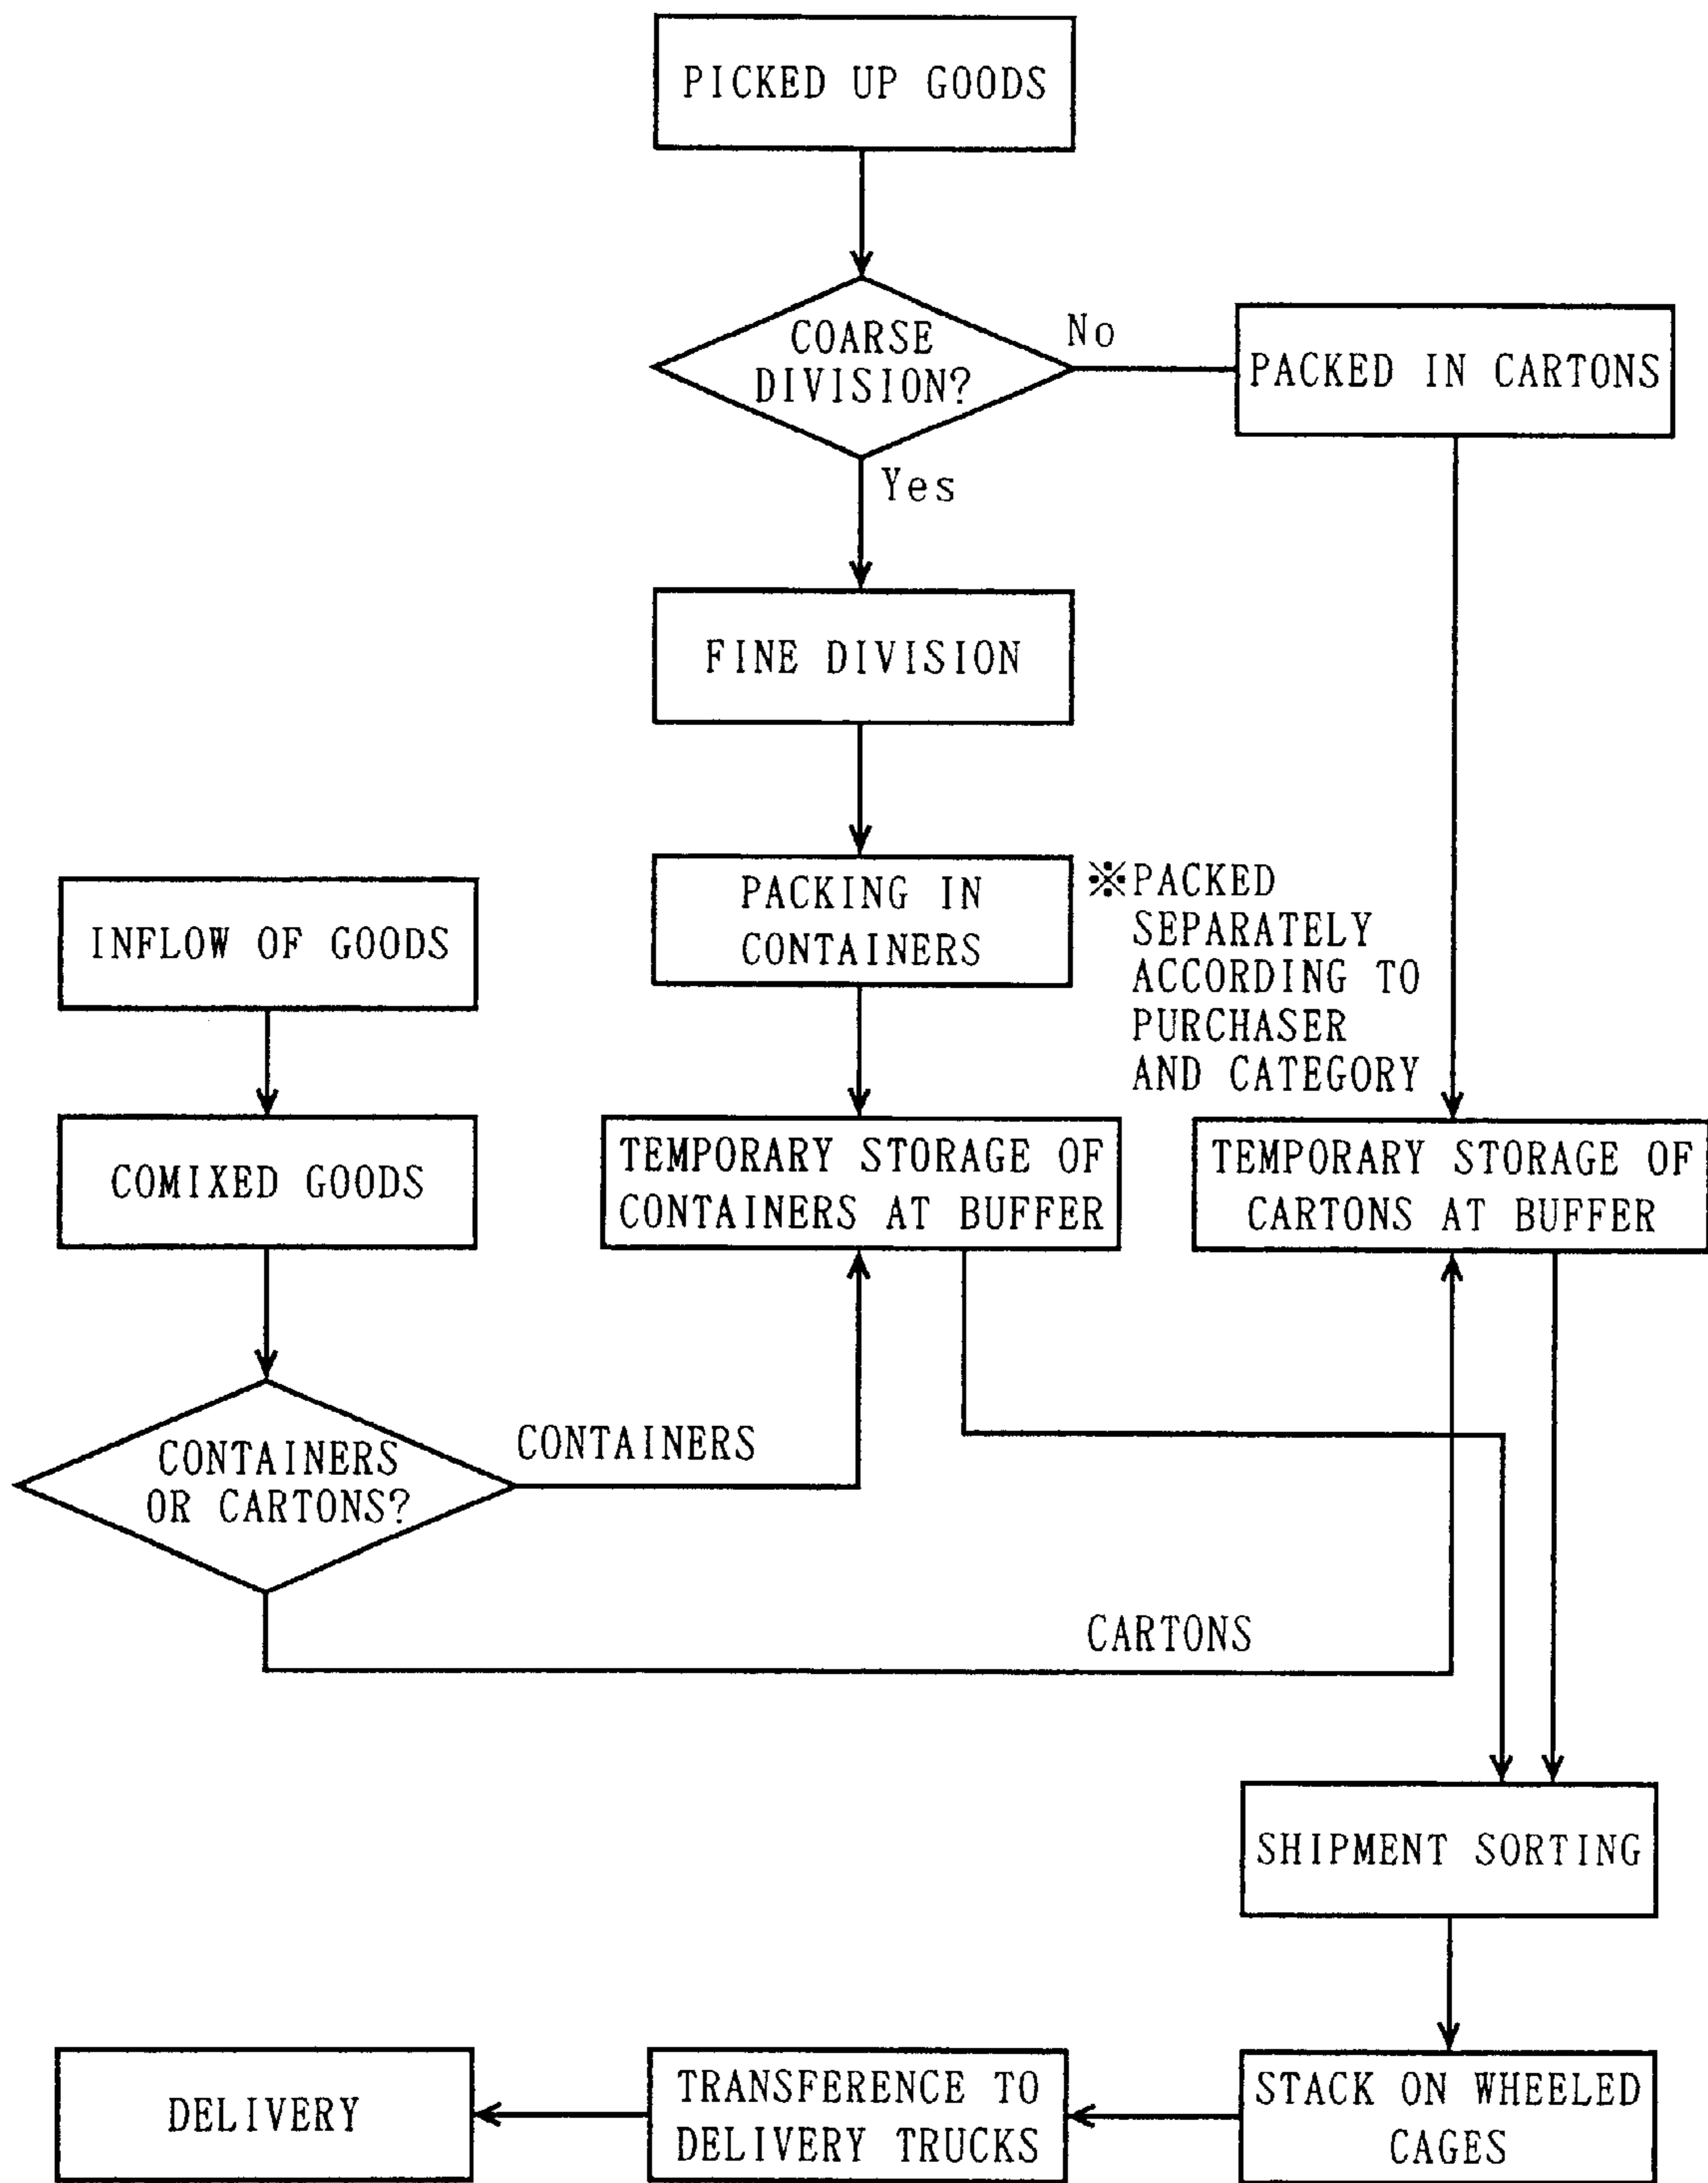 PICKED UP GOODS
COARSE
DIVISION?
No
PACKED IN CARTONS
Yes
FINE DIVISION
PACKING IN
CONTAINERS
※PACKED
SEPARATELY
ACCORDING TO
PURCHASER
AND CATEGORY
INFLOW OF GOODS
COMIXED GOODS
TEMPORARY STORAGE OF
CONTAINERS AT BUFFER
TEMPORARY STORAGE OF
CARTONS AT BUFFER
CONTAINERS
OR CARTONS?
CONTAINERS
CARTONS
SHIPMENT SORTING
STACK ON WHEELED
CAGES
TRANSFERENCE TO
DELIVERY TRUCKS
DELIVERY